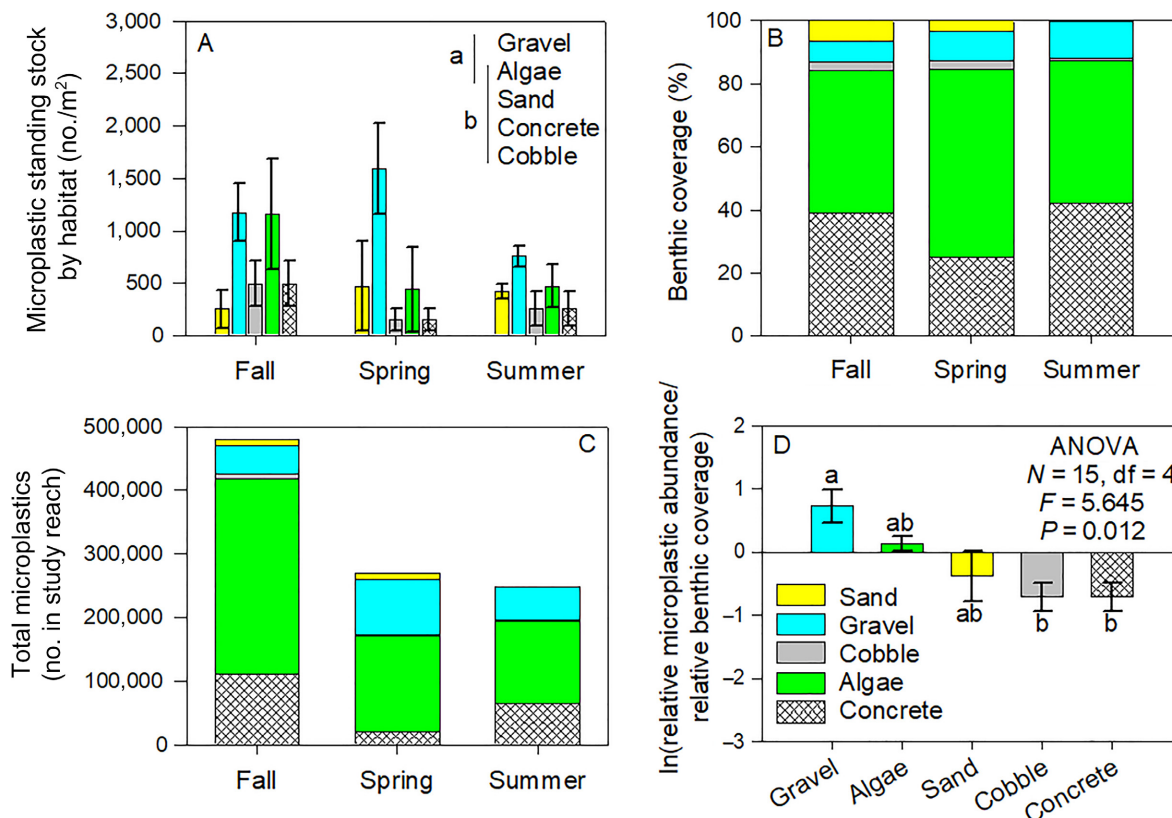 A
Microplastic standing stock
by habitat (no./m²)
3,000
2,500
2,000
1,500
1,000
500
0
a
b
Gravel
Algae
Sand
Concrete
Cobble
Fall
Spring
Summer
B
Benthic coverage (%)
100
80
60
40
20
0
Fall
Spring
Summer
C
Total microplastics
(no. in study reach)
500,000
400,000
300,000
200,000
100,000
0
Fall
Spring
Summer
D
ln(relative microplastic abundance/
relative benthic coverage)
2
1
0
–1
–2
–3
ANOVA
N = 15, df = 4
F = 5.645
P = 0.012
a
ab
ab
b
b
Sand
Gravel
Cobble
Algae
Concrete
Gravel
Algae
Sand
Cobble
Concrete